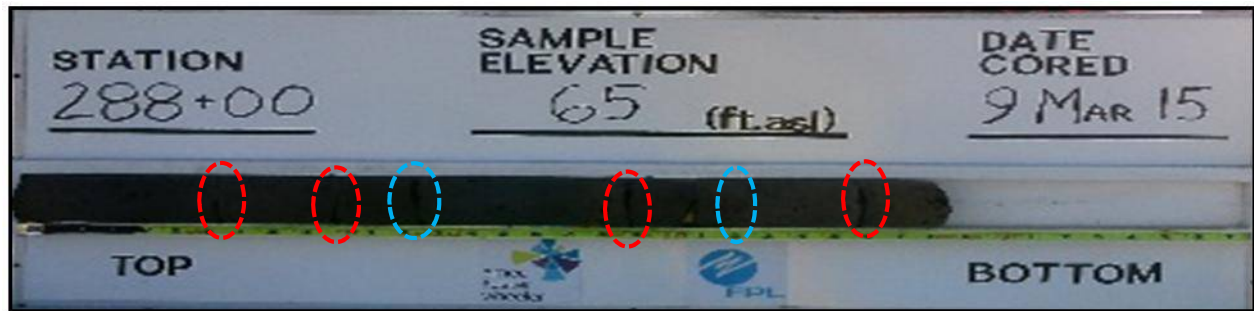 STATION
288+00
SAMPLE
ELEVATION
65 (ft.asl)
DATE
CORED
9 MAR 15
TOP
FPL
BOTTOM